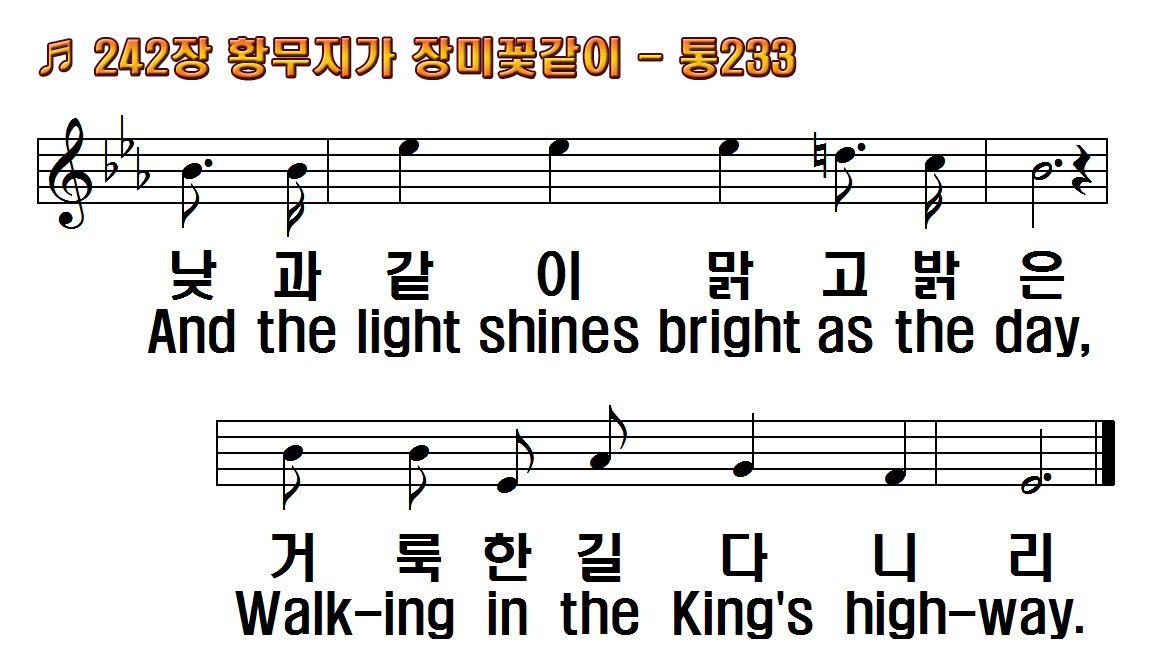 ♬ 242장 황무지가 장미꽃같이 - 통233
낮 과 같 이 맑 고 밝 은
And the light shines bright as the day,
거 룩 한 길 다 니 리
Walk-ing in the King's high-way.